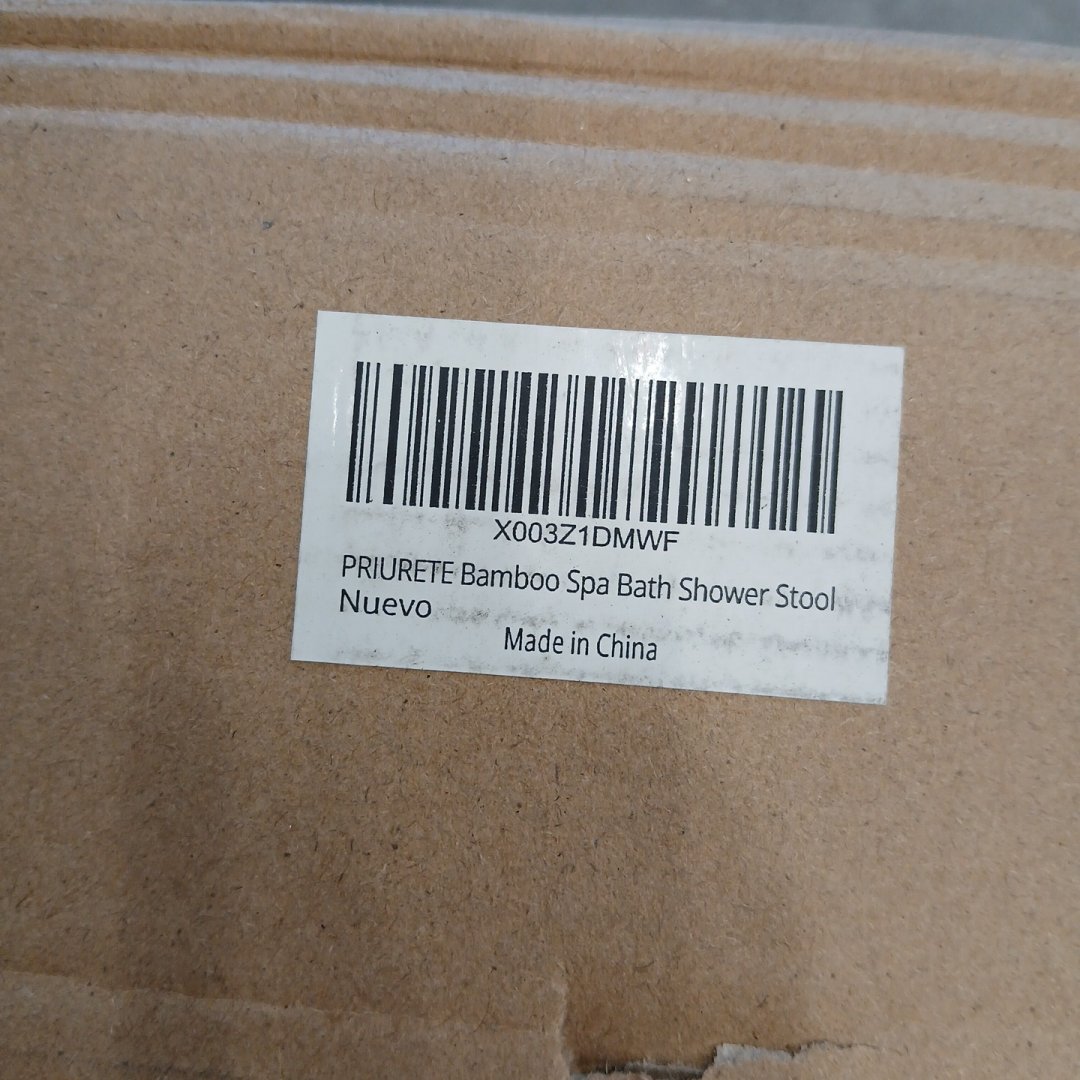 X003Z1DMWF
PRIURETE Bamboo Spa Bath Shower Stool
Nuevo
Made in China